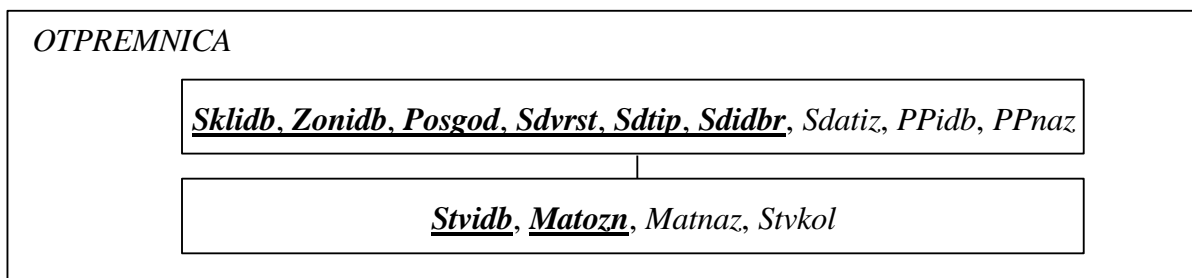 OTPREMNICA
Sklidb, Zonidb, Posgod, Sdvrst, Sdtip, Sdidbr, Sdatiz, PPidb, PPnaz
Stvidb, Matozn, Matnaz, Stvkol